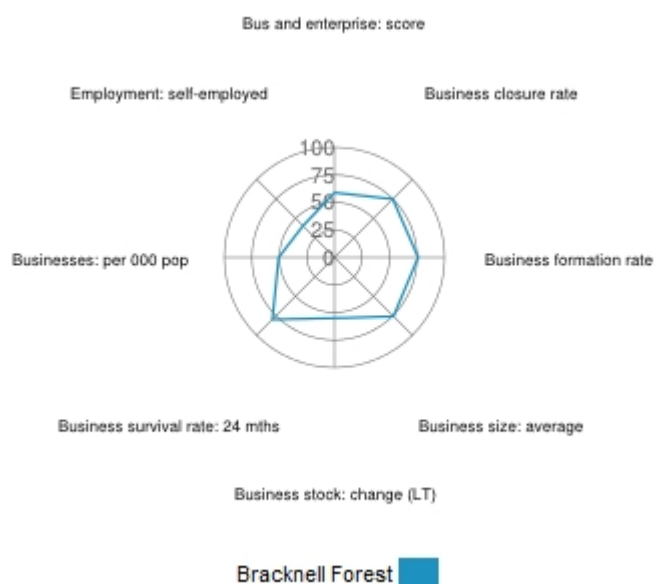 Bus and enterprise: score
Employment: self-employed
Business closure rate
100
75
50
25
0
Businesses: per 000 pop
Business formation rate
Business survival rate: 24 mths
Business size: average
Business stock: change (LT)
Bracknell Forest